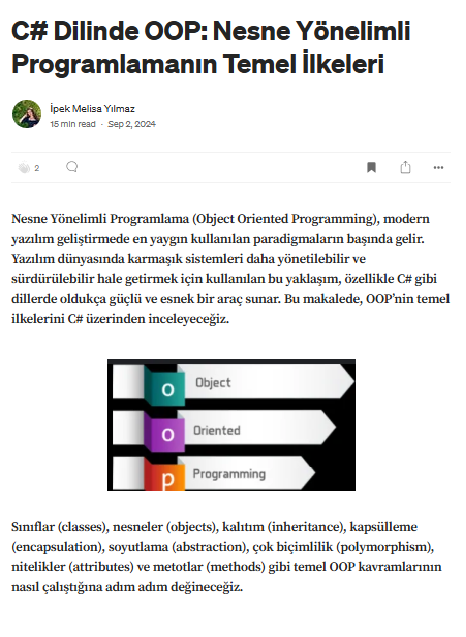 C# Dilinde OOP: Nesne Yönelimli
Programlamanın Temel İlkeleri
İpek Melisa Yılmaz
15 min read · Sep 2, 2024
2
Nesne Yönelimli Programlama (Object Oriented Programming), modern
yazılım geliştirmede en yaygın kullanılan paradigmaların başında gelir.
Yazılım dünyasında karmaşık sistemleri daha yönetilebilir ve
sürdürülebilir hale getirmek için kullanılan bu yaklaşım, özellikle C# gibi
dillerde oldukça güçlü ve esnek bir araç sunar. Bu makalede, OOP’nin temel
ilkelerini C# üzerinden inceleyeceğiz.
o Object
o Oriented
p Programming
Sınıflar (classes), nesneler (objects), kalıtım (inheritance), kapsülleme
(encapsulation), soyutlama (abstraction), çok biçimlilik (polymorphism),
nitelikler (attributes) ve metotlar (methods) gibi temel OOP kavramlarının
nasıl çalıştığına adım adım değineceğiz.